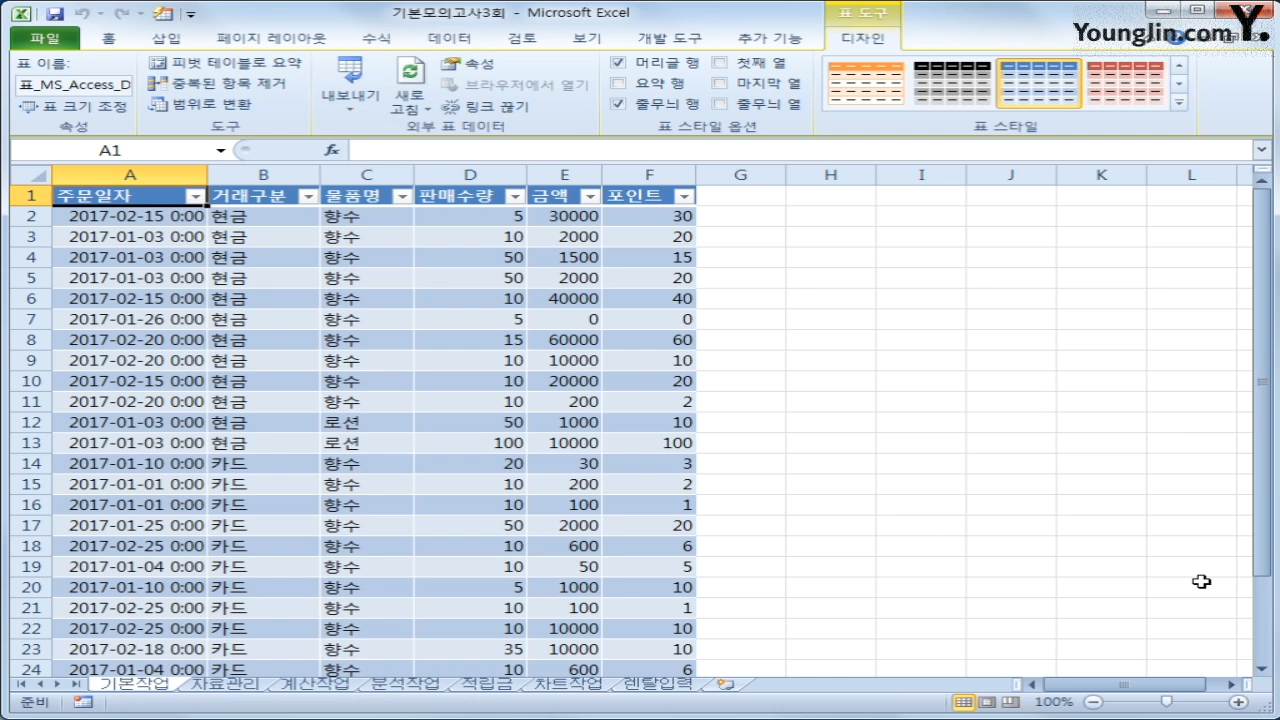 기본모의고사3회 - Microsoft Excel
표 도구
Younglin.com Y.
파일 홈 삽입 페이지 레이아웃 수식 데이터 검토 보기 개발 도구 추가 기능 디자인
표 이름:
표_MS_Access_D
표 크기 조정
속성
피벗 테이블로 요약
중복된 항목 제거
범위로 변환
도구
내보내기
새로
고침
속성
브라우저에서 열기
링크 끊기
외부 표 데이터
머리글 행 첫째 열
요약 행 마지막 열
줄무늬 행 줄무늬 열
표 스타일 옵션
표 스타일
A1 fx
A B C D E F G H I J K L
1 주문일자 거래구분 물품명 판매수량 금액 포인트
2 2017-02-15 0:00 현금 향수 5 30000 30
3 2017-01-03 0:00 현금 향수 10 2000 20
4 2017-01-03 0:00 현금 향수 50 1500 15
5 2017-01-03 0:00 현금 향수 50 2000 20
6 2017-02-15 0:00 현금 향수 10 40000 40
7 2017-01-26 0:00 현금 향수 5 0 0
8 2017-02-20 0:00 현금 향수 15 60000 60
9 2017-02-20 0:00 현금 향수 10 10000 10
10 2017-02-15 0:00 현금 향수 10 20000 20
11 2017-02-20 0:00 현금 향수 10 200 2
12 2017-01-03 0:00 현금 로션 50 1000 10
13 2017-01-03 0:00 현금 로션 100 10000 100
14 2017-01-10 0:00 카드 향수 20 30 3
15 2017-01-01 0:00 카드 향수 10 200 2
16 2017-01-01 0:00 카드 향수 10 100 1
17 2017-01-25 0:00 카드 향수 50 2000 20
18 2017-02-25 0:00 카드 향수 10 600 6
19 2017-01-04 0:00 카드 향수 10 50 5
20 2017-01-10 0:00 카드 향수 5 1000 10
21 2017-02-25 0:00 카드 향수 10 100 1
22 2017-02-25 0:00 카드 향수 10 10000 10
23 2017-02-18 0:00 카드 향수 35 10000 10
24 2017-01-04 0:00 카드 향수 10 600 6
기본작업 자료관리 계산작업 분석작업 적립금 차트작업 렌탈입력
준비 100%